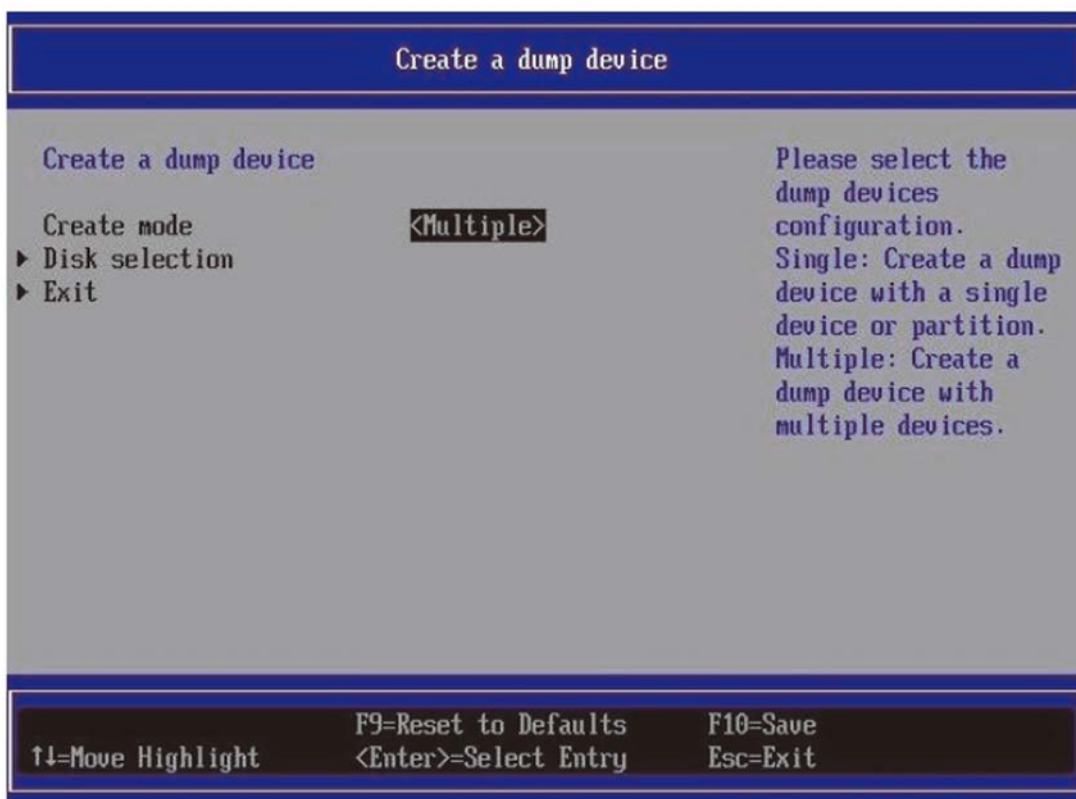 Create a dump device
Create a dump device
Create mode <Multiple>
▶ Disk selection
▶ Exit
Please select the
dump devices
configuration.
Single: Create a dump
device with a single
device or partition.
Multiple: Create a
dump device with
multiple devices.
F9=Reset to Defaults F10=Save
↑↓=Move Highlight <Enter>=Select Entry Esc=Exit